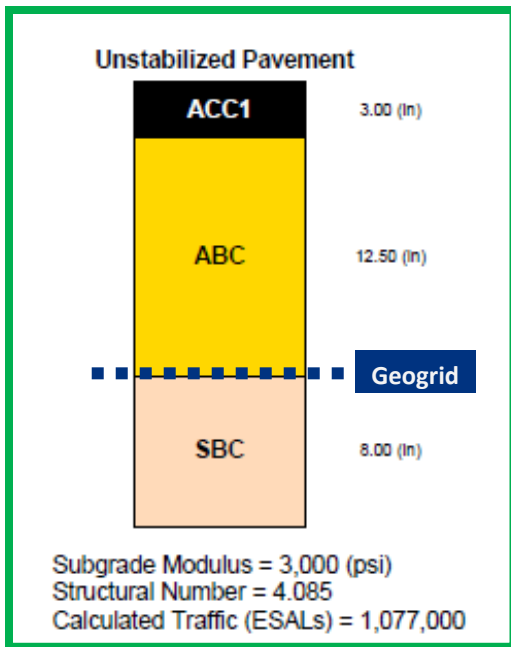 Unstabilized Pavement
ACC1 3.00 (in)
ABC 12.50 (in)
Geogrid
SBC 8.00 (in)
Subgrade Modulus = 3,000 (psi)
Structural Number = 4.085
Calculated Traffic (ESALs) = 1,077,000